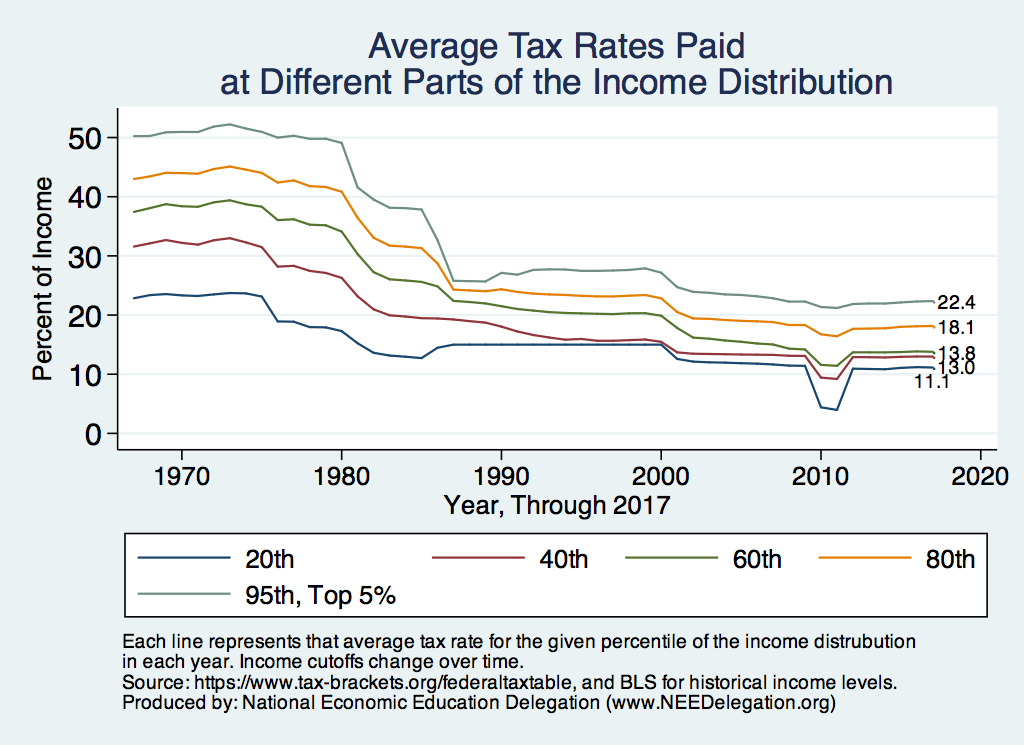 Average Tax Rates Paid
at Different Parts of the Income Distribution
Percent of Income
50
40
30
20
10
0
22.4
18.1
13.8
13.0
11.1
1970 1980 1990 2000 2010 2020
Year, Through 2017
20th 40th 60th 80th
95th, Top 5%
Each line represents that average tax rate for the given percentile of the income distrubution
in each year. Income cutoffs change over time.
Source: https://www.tax-brackets.org/federaltaxtable, and BLS for historical income levels.
Produced by: National Economic Education Delegation (www.NEEDelegation.org)